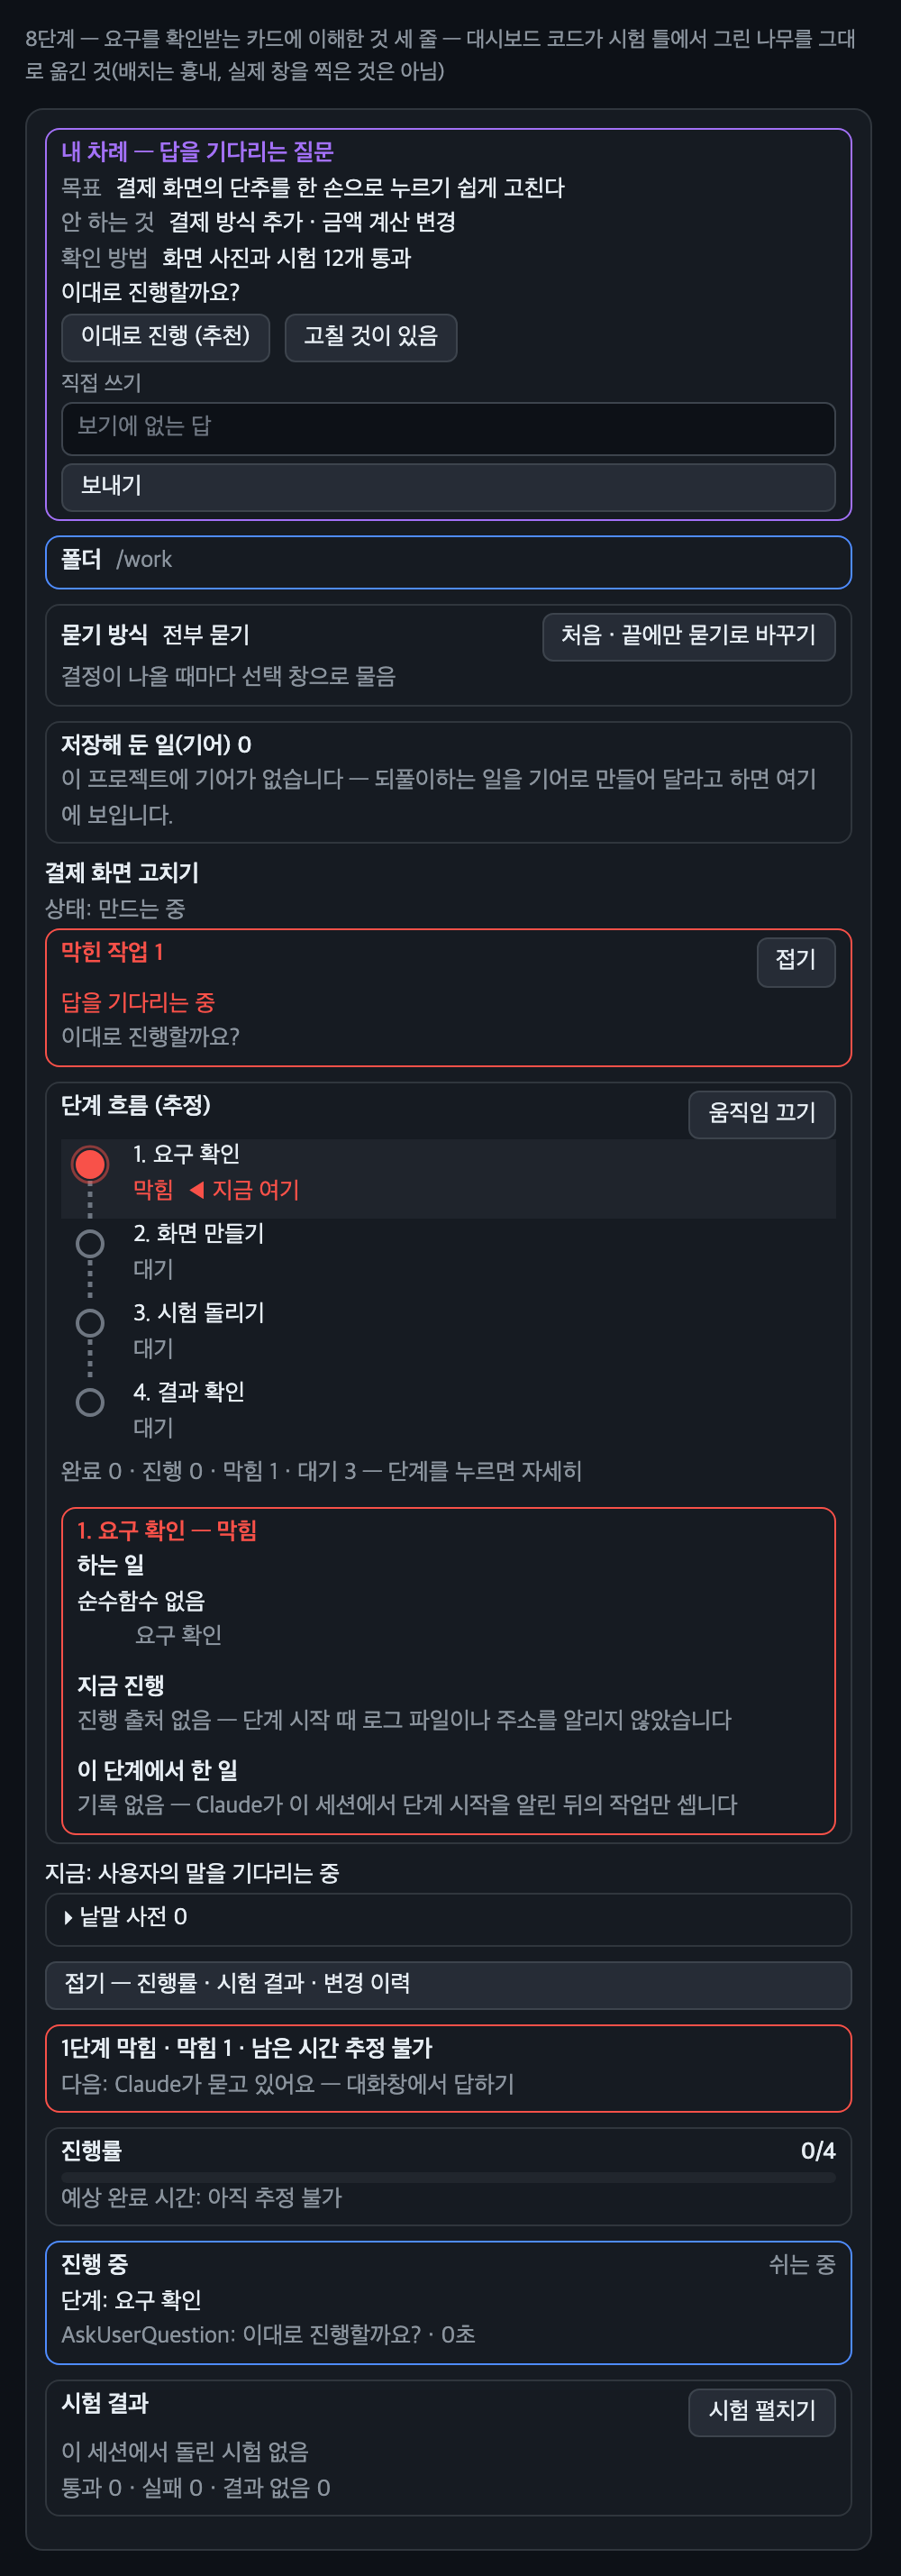 8단계 — 요구를 확인받는 카드에 이해한 것 세 줄 — 대시보드 코드가 시험 틀에서 그린 나무를 그대
로 옮긴 것(배치는 흉내, 실제 창을 찍은 것은 아님)
내 차례 — 답을 기다리는 질문
목표 결제 화면의 단추를 한 손으로 누르기 쉽게 고친다
안 하는 것 결제 방식 추가 · 금액 계산 변경
확인 방법 화면 사진과 시험 12개 통과
이대로 진행할까요?
이대로 진행 (추천) 고칠 것이 있음
직접 쓰기
보기에 없는 답
보내기
폴더 /work
묻기 방식 전부 묻기 처음 · 끝에만 묻기로 바꾸기
결정이 나올 때마다 선택 창으로 물음
저장해 둔 일(기어) 0
이 프로젝트에 기어가 없습니다 — 되풀이하는 일을 기어로 만들어 달라고 하면 여기
에 보입니다.
결제 화면 고치기
상태: 만드는 중
막힌 작업 1 접기
답을 기다리는 중
이대로 진행할까요?
단계 흐름 (추정) 움직임 끄기
1. 요구 확인
막힘 ◀ 지금 여기
2. 화면 만들기
대기
3. 시험 돌리기
대기
4. 결과 확인
대기
완료 0 · 진행 0 · 막힘 1 · 대기 3 — 단계를 누르면 자세히
1. 요구 확인 — 막힘
하는 일
순수함수 없음
요구 확인
지금 진행
진행 출처 없음 — 단계 시작 때 로그 파일이나 주소를 알리지 않았습니다
이 단계에서 한 일
기록 없음 — Claude가 이 세션에서 단계 시작을 알린 뒤의 작업만 셉니다
지금: 사용자의 말을 기다리는 중
낱말 사전 0
접기 — 진행률 · 시험 결과 · 변경 이력
1단계 막힘 · 막힘 1 · 남은 시간 추정 불가
다음: Claude가 묻고 있어요 — 대화창에서 답하기
진행률 0/4
예상 완료 시간: 아직 추정 불가
진행 중 쉬는 중
단계: 요구 확인
AskUserQuestion: 이대로 진행할까요? · 0초
시험 결과 시험 펼치기
이 세션에서 돌린 시험 없음
통과 0 · 실패 0 · 결과 없음 0